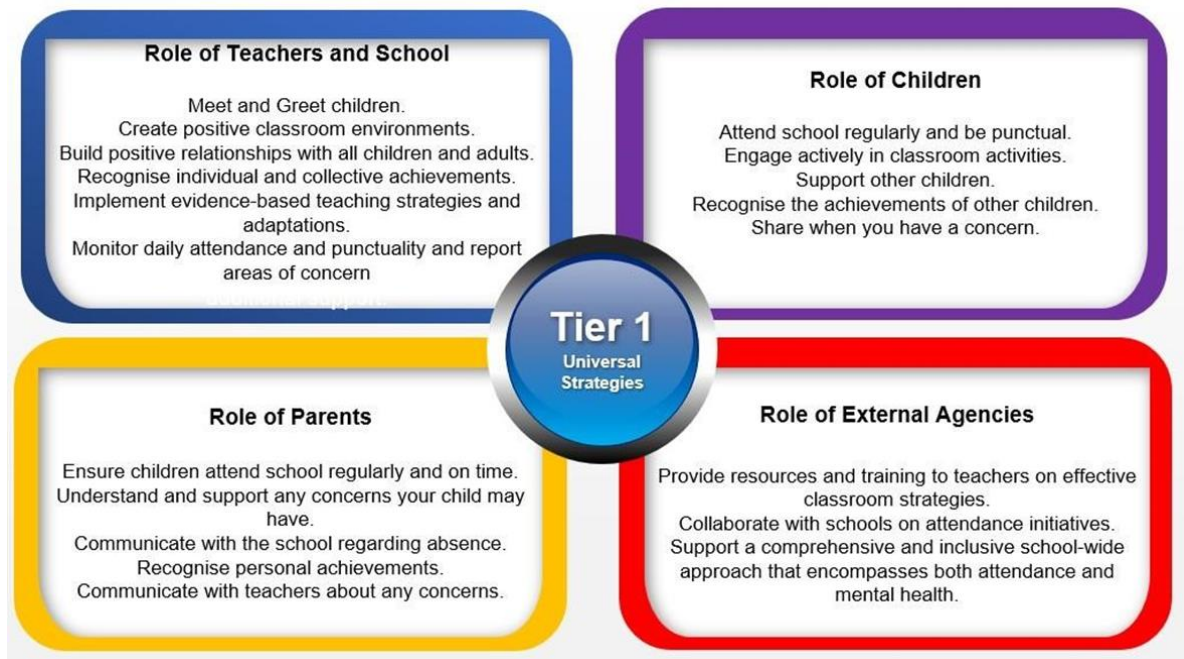 Role of Teachers and School
Meet and Greet children.
Create positive classroom environments.
Build positive relationships with all children and adults.
Recognise individual and collective achievements.
Implement evidence-based teaching strategies and
adaptations.
Monitor daily attendance and punctuality and report
areas of concern
additional support.
Role of Children
Attend school regularly and be punctual.
Engage actively in classroom activities.
Support other children.
Recognise the achievements of other children.
Share when you have a concern.
Tier 1
Universal
Strategies
Role of Parents
Ensure children attend school regularly and on time.
Understand and support any concerns your child may
have.
Communicate with the school regarding absence.
Recognise personal achievements.
Communicate with teachers about any concerns.
Role of External Agencies
Provide resources and training to teachers on effective
classroom strategies.
Collaborate with schools on attendance initiatives.
Support a comprehensive and inclusive school-wide
approach that encompasses both attendance and
mental health.